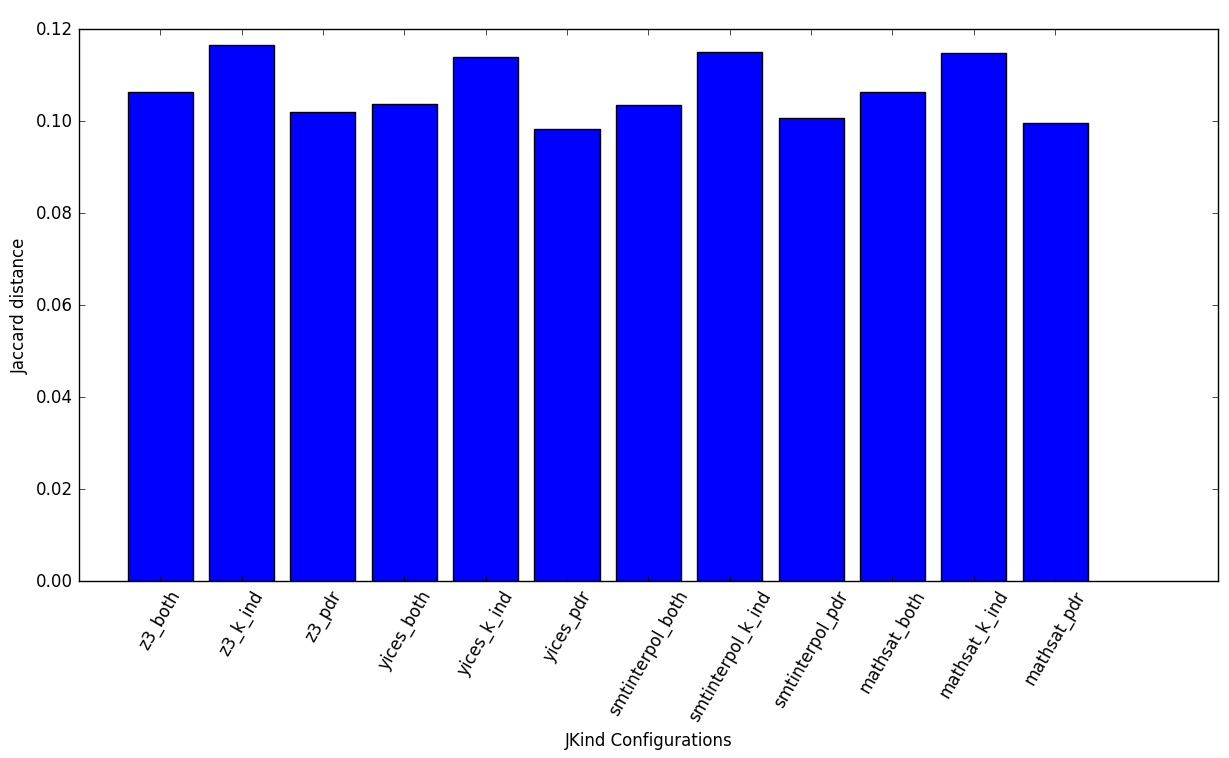 0.12
0.10
0.08
0.06
0.04
0.02
0.00
Jaccard distance
z3_both
z3_k_ind
z3_pdr
yices_both
yices_k_ind
yices_pdr
smtinterpol_both
smtinterpol_k_ind
smtinterpol_pdr
mathsat_both
mathsat_k_ind
mathsat_pdr
JKind Configurations